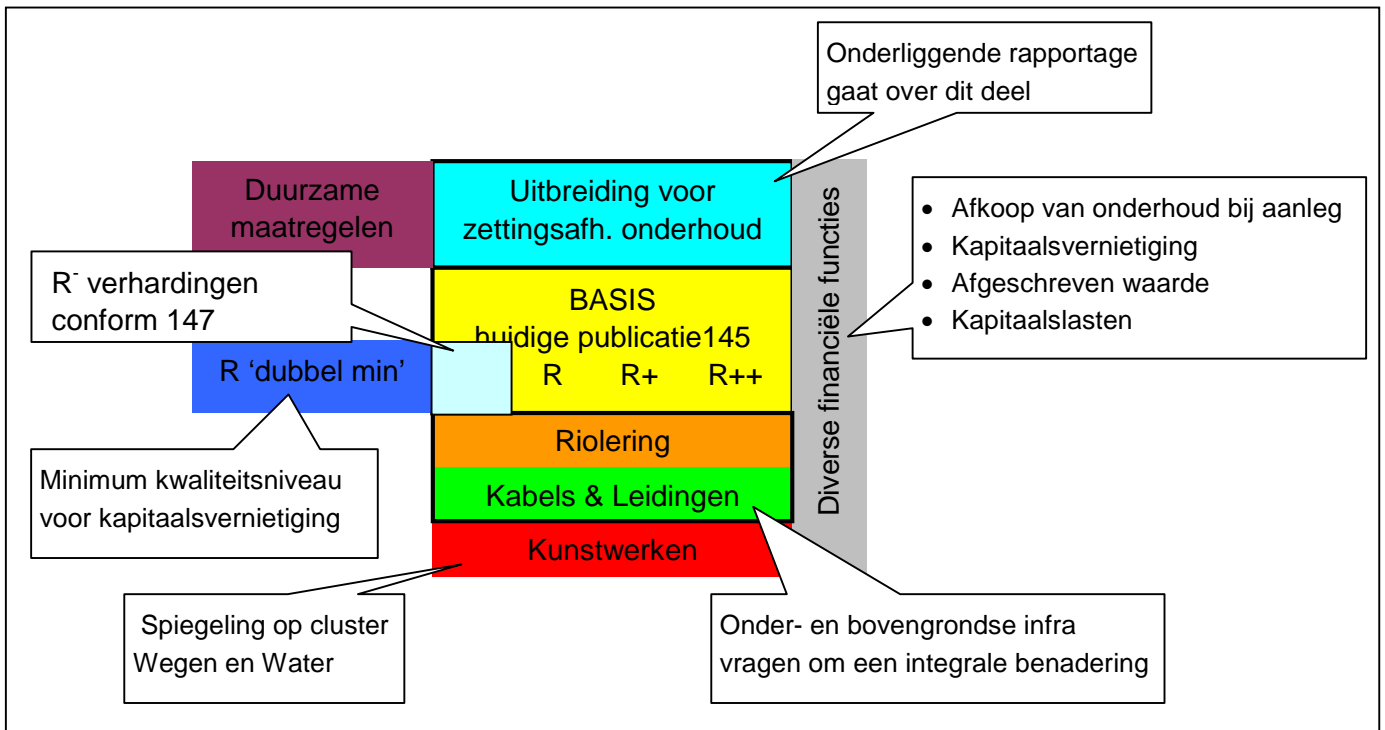 Onderliggende rapportage
gaat over dit deel
Duurzame
maatregelen
Uitbreiding voor
zettingsafh. onderhoud
Diverse financiële functies
• Afkoop van onderhoud bij aanleg
• Kapitaalsvernietiging
• Afgeschreven waarde
• Kapitaalslasten
R⁻ verhardingen
conform 147
BASIS
huidige publicatie145
R R+ R++
R ‘dubbel min’
Riolering
Kabels & Leidingen
Kunstwerken
Minimum kwaliteitsniveau
voor kapitaalsvernietiging
Spiegeling op cluster
Wegen en Water
Onder- en bovengrondse infra
vragen om een integrale benadering